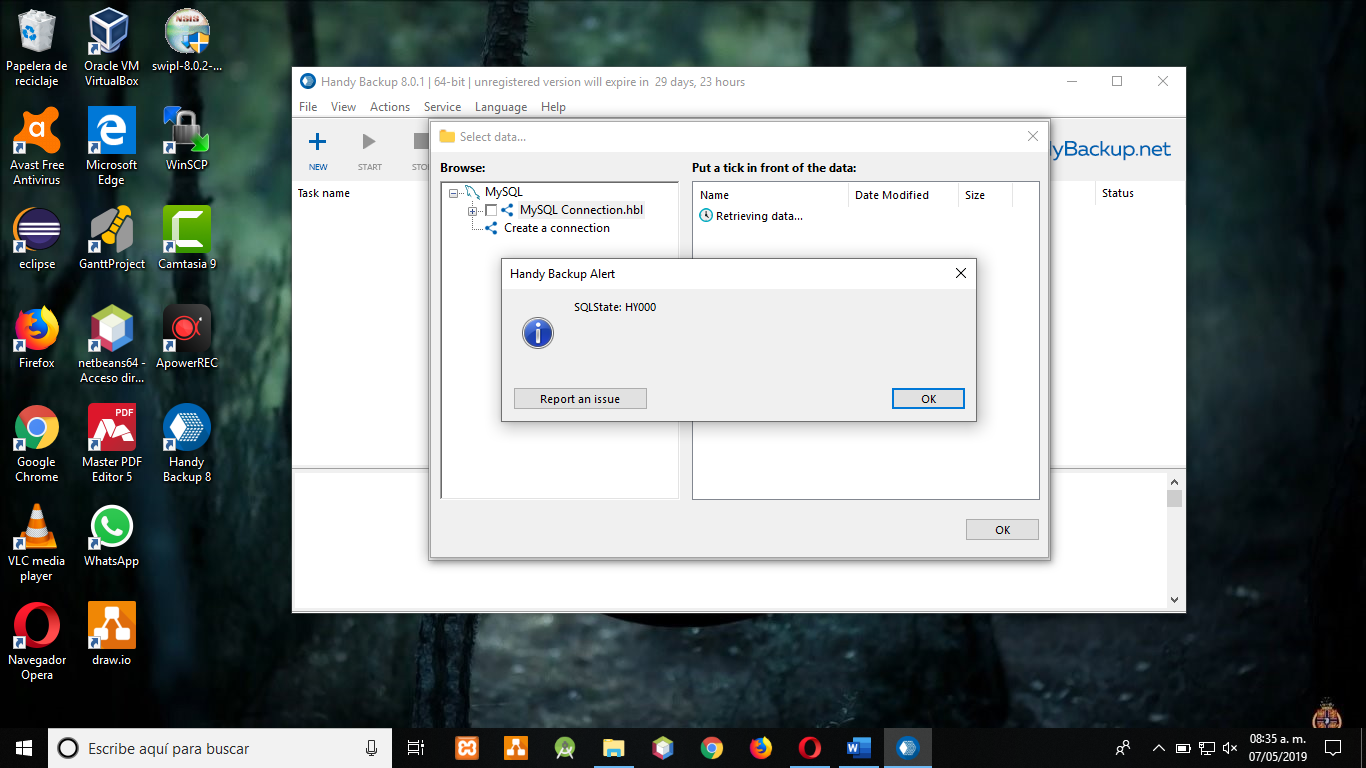 Papelera de
reciclaje
Oracle VM
VirtualBox
NSIS
swipl-8.0.2-...
Avast Free
Antivirus
Microsoft
Edge
WinSCP
eclipse
GanttProject
Camtasia 9
Firefox
netbeans64 -
Acceso dir...
ApowerREC
Google
Chrome
PDF
Master PDF
Editor 5
Handy
Backup 8
VLC media
player
WhatsApp
Navegador
Opera
draw.io
Handy Backup 8.0.1 | 64-bit | unregistered version will expire in 29 days, 23 hours
File View Actions Service Language Help
NEW START STO
yBackup.net
Task name
Status
Select data...
Browse:
Put a tick in front of the data:
MySQL
MySQL Connection.hbl
Create a connection
Name Date Modified Size
Retrieving data...
Handy Backup Alert
SQLState: HY000
Report an issue
OK
OK
Escribe aquí para buscar
08:35 a. m.
07/05/2019